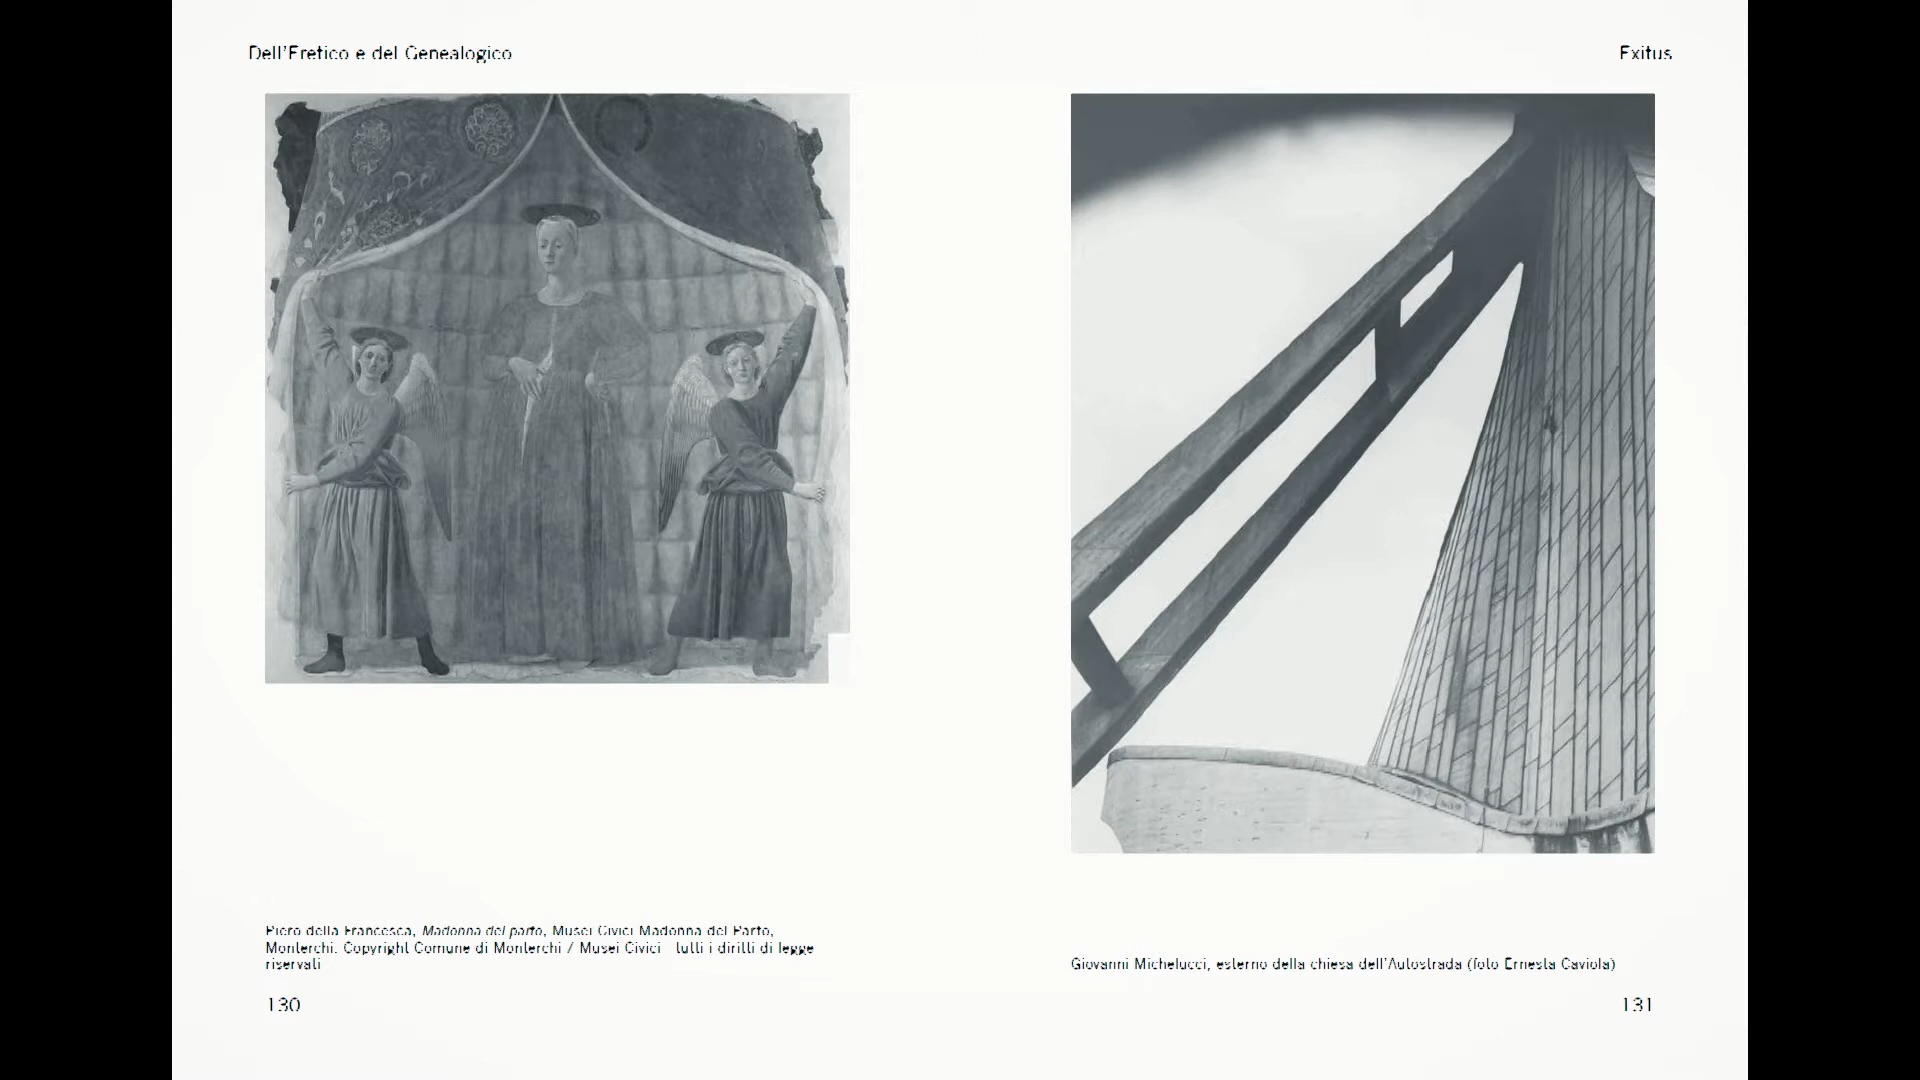 Dell'Eretico e del Genealogico
Exitus
Piero della Francesca, Madonna del parto, Musei Civici Madonna del Parto,
Monterchi. Copyright Comune di Monterchi / Musei Civici - tutti i diritti di legge
riservati
Giovanni Michelucci, esterno della chiesa dell'Autostrada (foto Ernesta Caviola)
130
131